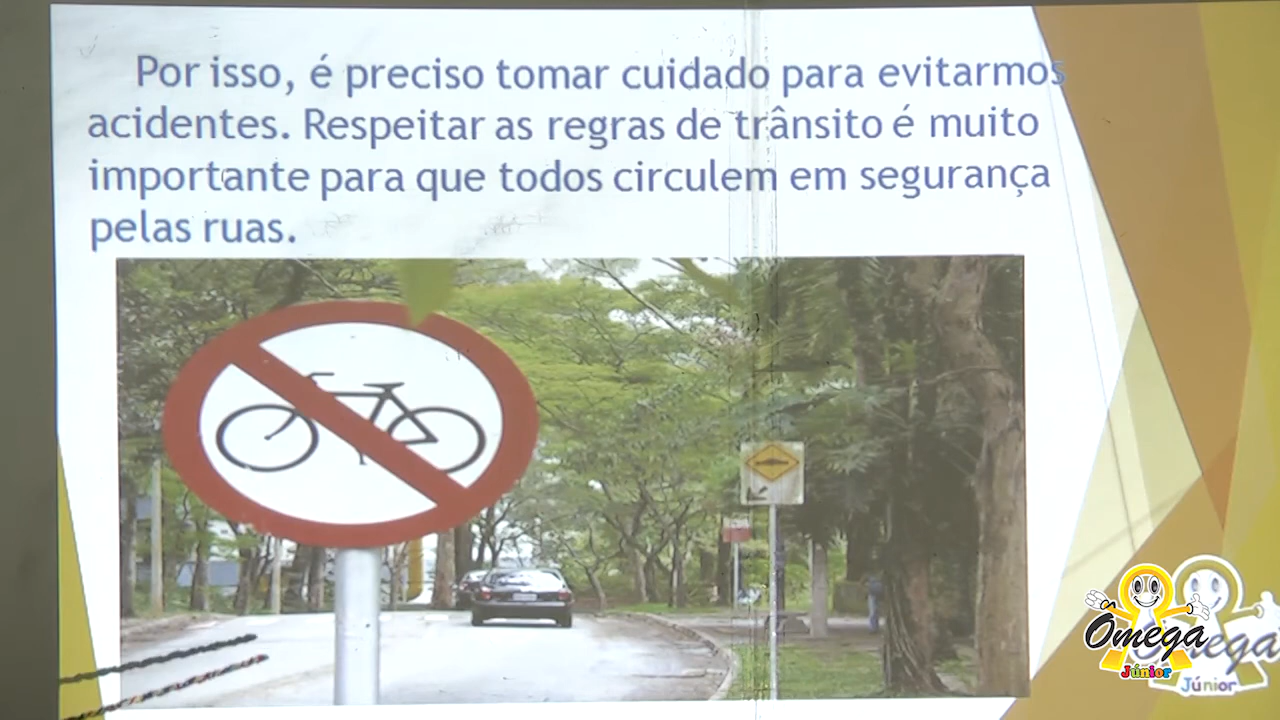 Por isso, é preciso tomar cuidado para evitarmos
acidentes. Respeitar as regras de trânsito é muito
importante para que todos circulem em segurança
pelas ruas.
Ômega
Júnior
Ômega
Júnior